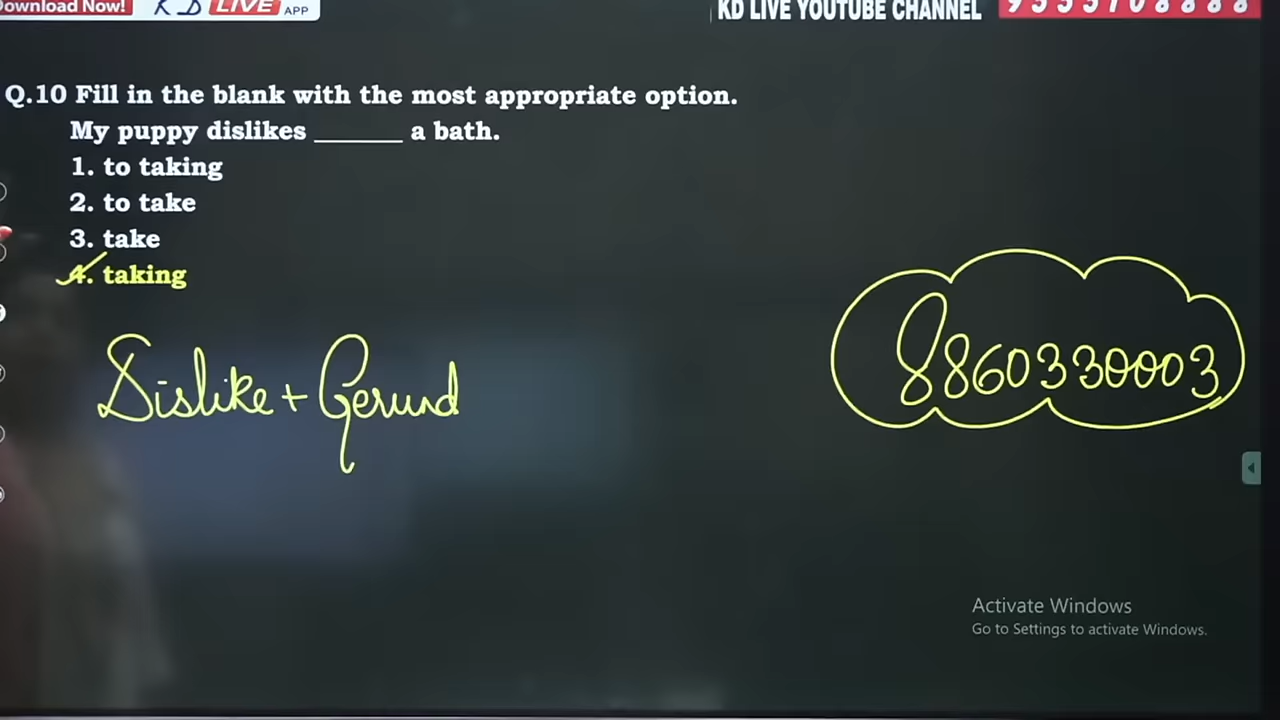 Download Now!
KD LIVE APP
KD LIVE YOUTUBE CHANNEL
9555108888
Q.10 Fill in the blank with the most appropriate option.
My puppy dislikes ______ a bath.
1. to taking
2. to take
3. take
4. taking
Dislike + Gerund
8860330003
Activate Windows
Go to Settings to activate Windows.